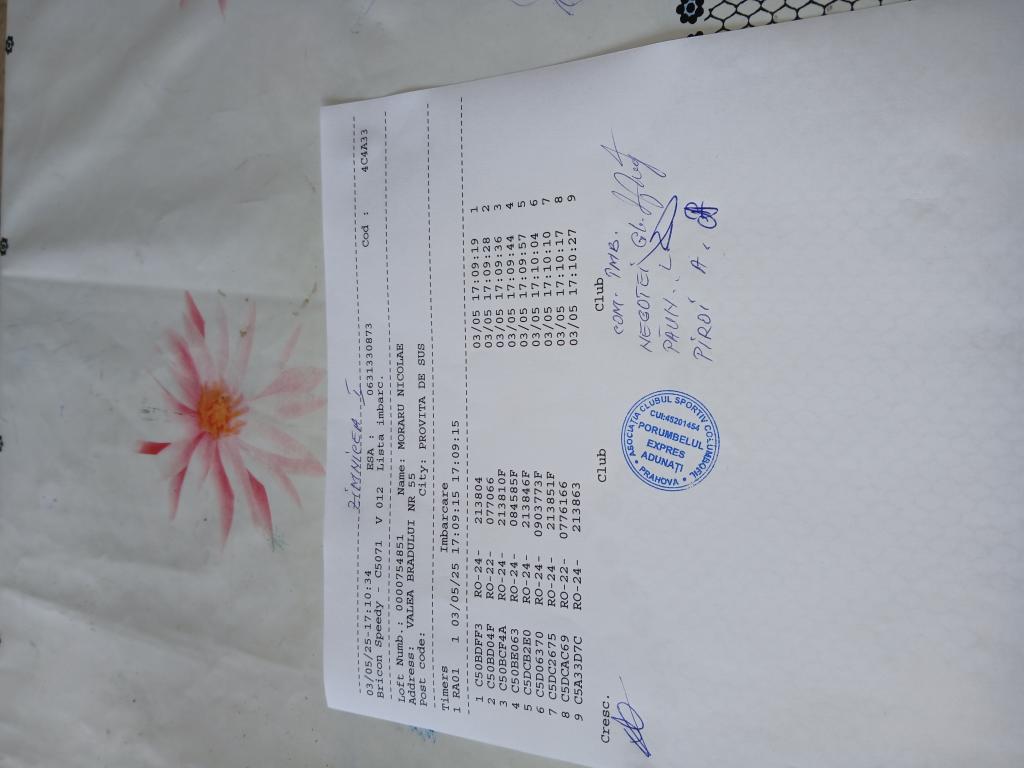 ZIMNICEA I
03/05/25-17:10:34 ESA : 0631330873 Cod : 4C4A33
Bricon Speedy - C5071 V 012 Lista imbarc.
Loft Numb.: 0000754851 Name: MORARU NICOLAE
Address: VALEA BRADULUI NR 55
Post code: City: PROVITA DE SUS
Timers Imbarcare
1 RA01 1 03/05/25 17:09:15 17:09:15
1 C50BDFF3 RO-24- 213804 03/05 17:09:19 1
2 C50BD04F RO-22- 077066 03/05 17:09:28 2
3 C50BCF4A RO-24- 213810F 03/05 17:09:36 3
4 C50BE063 RO-24- 084585F 03/05 17:09:44 4
5 C5DCB2E0 RO-24- 213846F 03/05 17:09:57 5
6 C5D06370 RO-24- 0903773F 03/05 17:10:04 6
7 C5DC2675 RO-24- 213851F 03/05 17:10:10 7
8 C5DCAC69 RO-22- 0776166 03/05 17:10:17 8
9 C5A33D7C RO-24- 213863 03/05 17:10:27 9
Cresc. Club Club
COM. IMB.
NEGOTEI GH.
PĂUN I.
PIROI A.
ASOCIAȚIA CLUBUL SPORTIV COLUMBOFIL
CUI:45201454
PORUMBELUL
EXPRES
ADUNAȚI
PRAHOVA